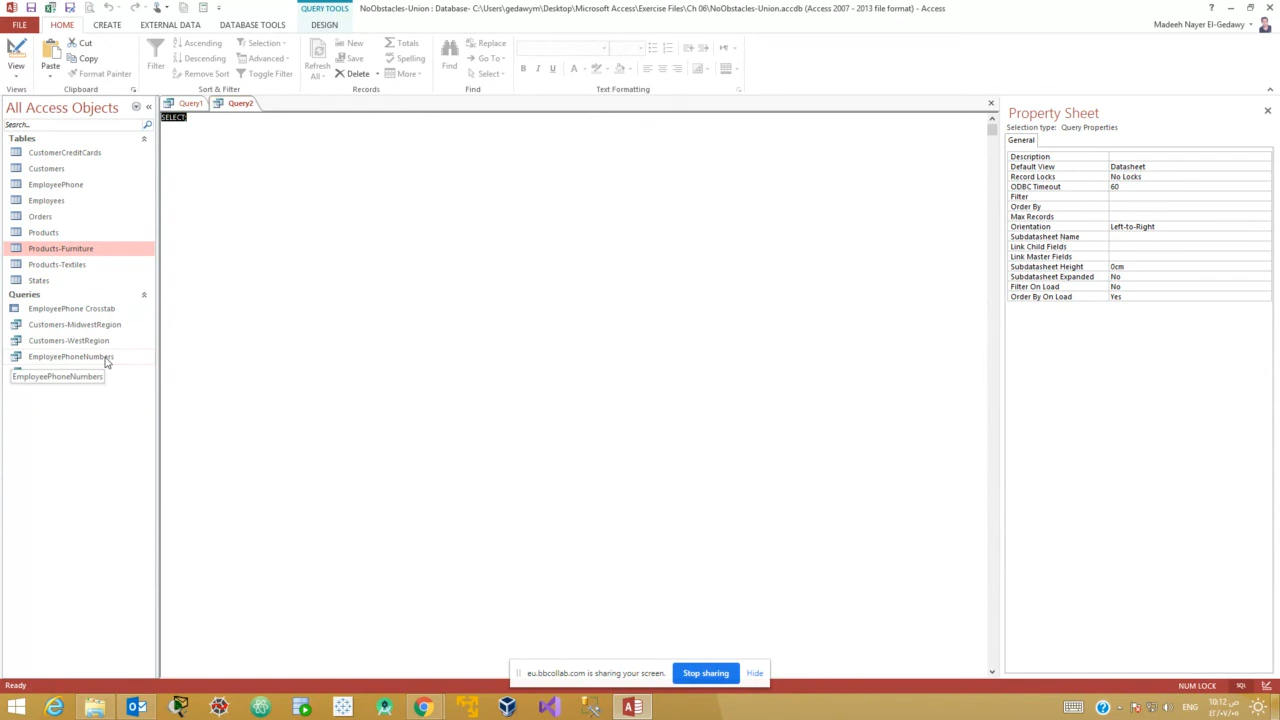 QUERY TOOLS
NoObstacles-Union : Database- C:\Users\gedawym\Desktop\Microsoft Access\Exercise Files\Ch 06\NoObstacles-Union.accdb (Access 2007 - 2013 file format) - Access
FILE HOME CREATE EXTERNAL DATA DATABASE TOOLS DESIGN
Madeeh Nayer El-Gedawy
View
Views
Paste
Cut
Copy
Format Painter
Clipboard
Filter
Ascending
Descending
Remove Sort
Selection
Advanced
Toggle Filter
Sort & Filter
Refresh
All
New
Save
Delete
Totals
Spelling
More
Records
Find
Replace
Go To
Select
Find
Text Formatting
All Access Objects
Search...
Tables
CustomerCreditCards
Customers
EmployeePhone
Employees
Orders
Products
Products-Furniture
Products-Textiles
States
Queries
EmployeePhone Crosstab
Customers-MidwestRegion
Customers-WestRegion
EmployeePhoneNumbers
EmployeePhoneNumbers
Query1
Query2
SELECT;
Property Sheet
Selection type: Query Properties
General
Description
Default View Datasheet
Record Locks No Locks
ODBC Timeout 60
Filter
Order By
Max Records
Orientation Left-to-Right
Subdatasheet Name
Link Child Fields
Link Master Fields
Subdatasheet Height 0cm
Subdatasheet Expanded No
Filter On Load No
Order By On Load Yes
eu.bbcollab.com is sharing your screen.
Stop sharing
Hide
Ready
NUM LOCK
SQL
ENG
10:12 ص